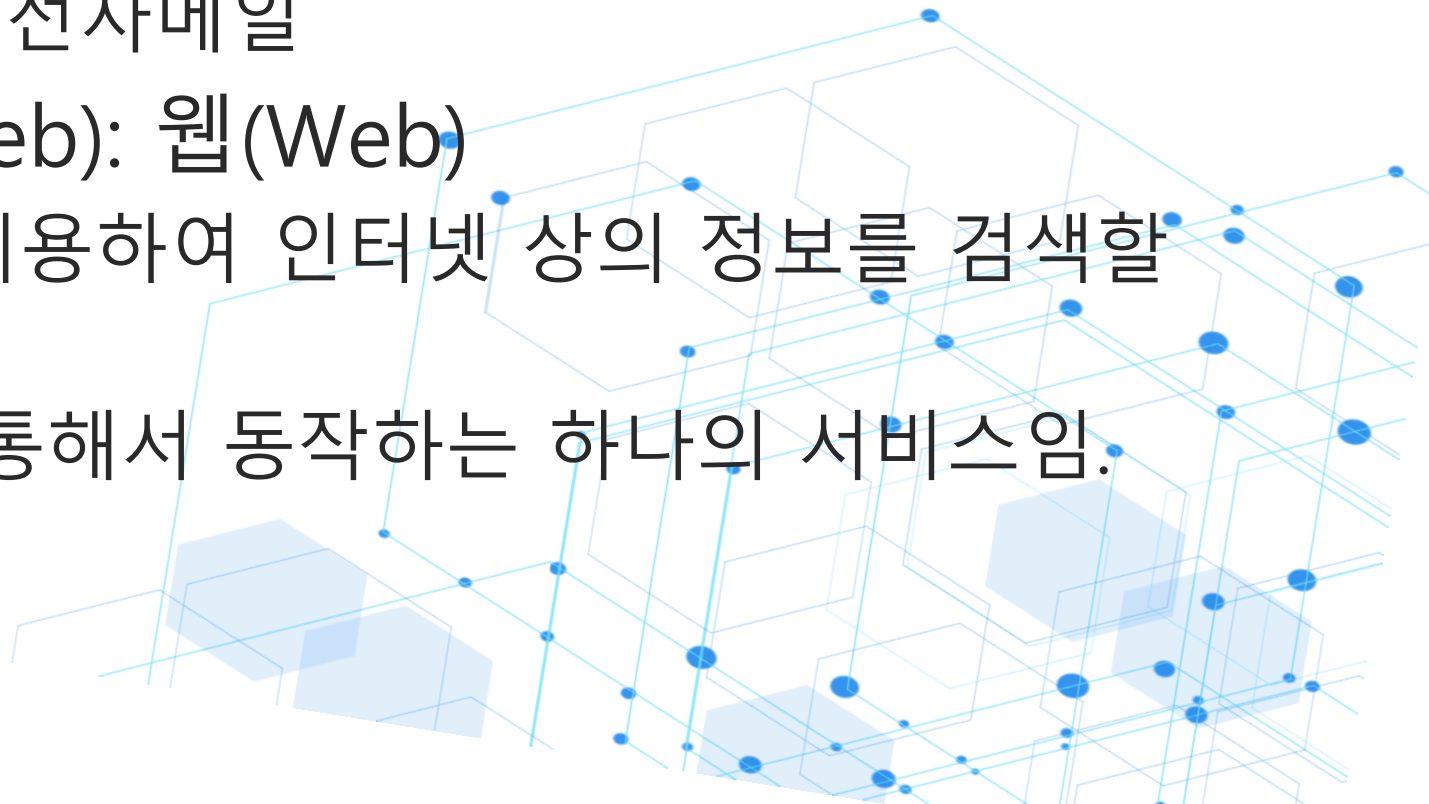 전자메일
eb): 웹(Web)
용하여 인터넷 상의 정보를 검색할
통해서 동작하는 하나의 서비스임.